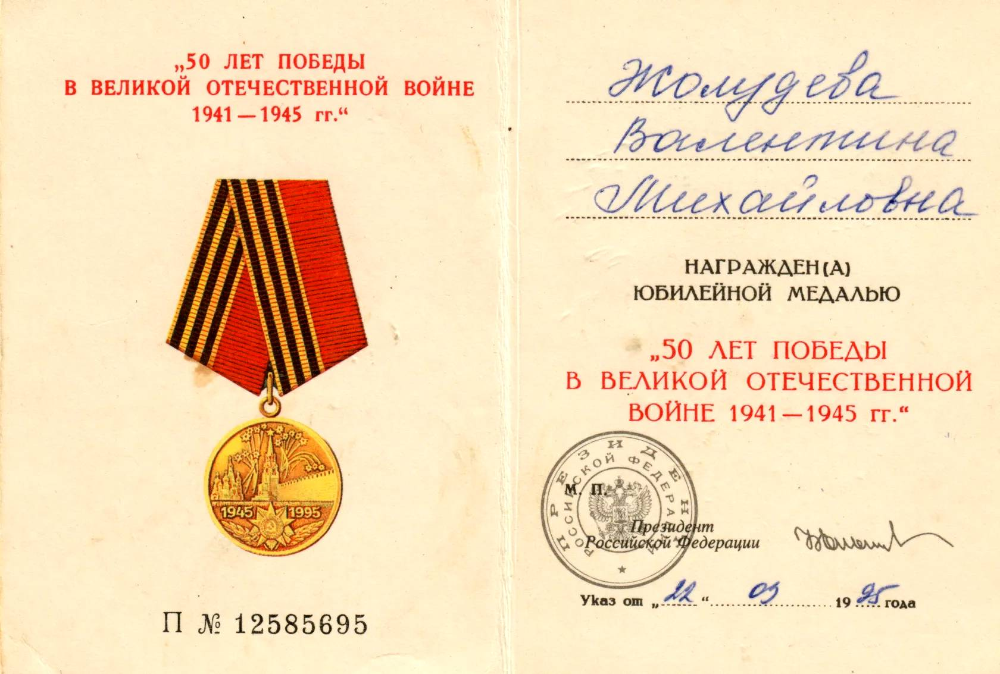 „50 ЛЕТ ПОБЕДЫ
В ВЕЛИКОЙ ОТЕЧЕСТВЕННОЙ ВОЙНЕ
1941—1945 гг.“
1945 1995
П № 12585695
Жолудева
Валентина
Михайловна
НАГРАЖДЕН(А)
ЮБИЛЕЙНОЙ МЕДАЛЬЮ
„50 ЛЕТ ПОБЕДЫ
В ВЕЛИКОЙ ОТЕЧЕСТВЕННОЙ
ВОЙНЕ 1941—1945 гг.“
ПРЕЗИДЕНТ
РОССИЙСКОЙ ФЕДЕРАЦИИ
М. П.
Президент
Российской Федерации
Указ от „22“ 03 1995 года